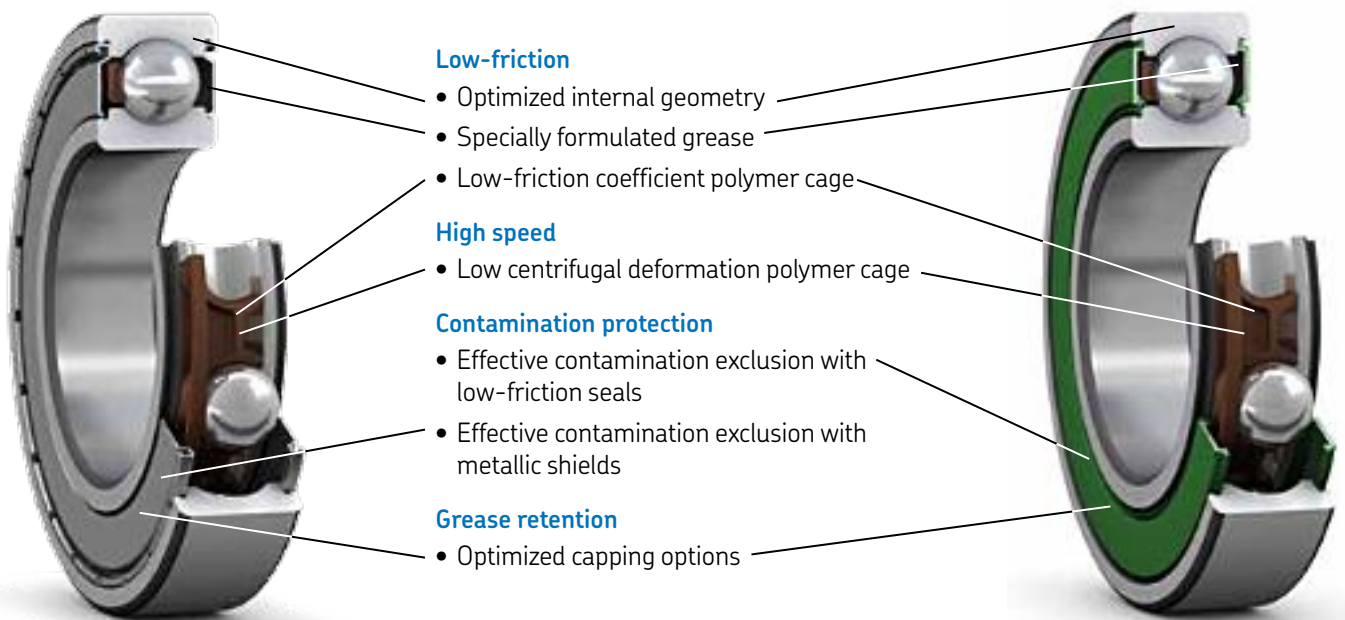 Low-friction
• Optimized internal geometry
• Specially formulated grease
• Low-friction coefficient polymer cage
High speed
• Low centrifugal deformation polymer cage
Contamination protection
• Effective contamination exclusion with
low-friction seals
• Effective contamination exclusion with
metallic shields
Grease retention
• Optimized capping options